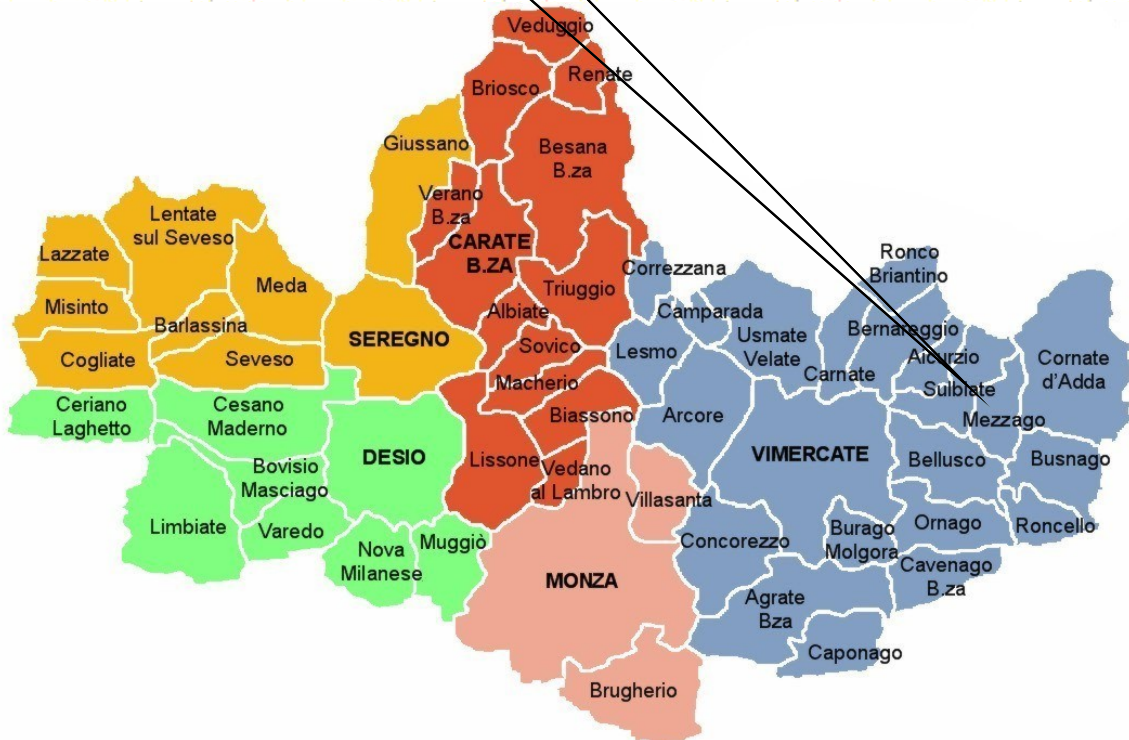 Veduggio
Renate
Briosco
Giussano
Besana
B.za
Verano
B.za
Lentate
sul Seveso
Lazzate
CARATE
B.ZA
Ronco
Briantino
Correzzana
Meda
Triuggio
Misinto
Albiate
Camparada
Barlassina
Bernareggio
Usmate
Velate
SEREGNO
Sovico
Lesmo
Cogliate
Seveso
Aicurzio
Cornate
d'Adda
Carnate
Macherio
Sulbiate
Ceriano
Laghetto
Cesano
Maderno
Biassono
Arcore
Mezzago
DESIO
Lissone
VIMERCATE
Bellusco
Busnago
Bovisio
Masciago
Vedano
al Lambro
Villasanta
Limbiate
Varedo
Ornago
Roncello
Muggiò
Concorezzo
Burago
Molgora
Nova
Milanese
Cavenago
B.za
MONZA
Agrate
Bza
Caponago
Brugherio